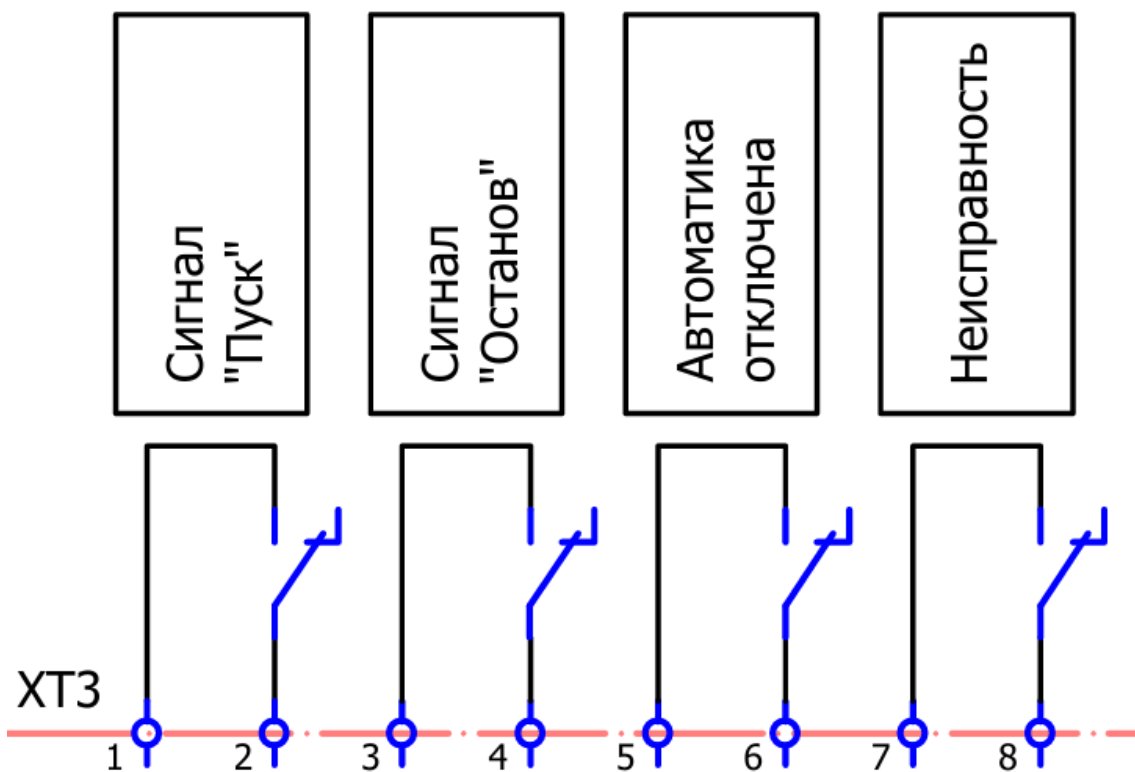 Сигнал
"Пуск"
Сигнал
"Останов"
Автоматика
отключена
Неисправность
XT3
1
2
3
4
5
6
7
8